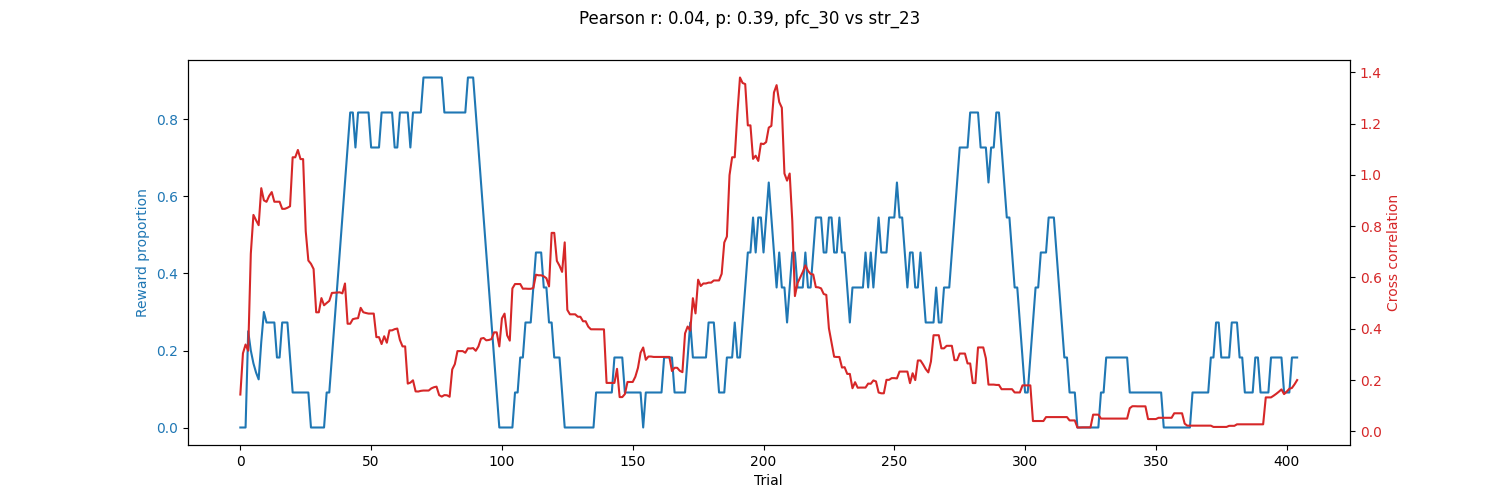 Pearson r: 0.04, p: 0.39, pfc_30 vs str_23
Reward proportion
0.8
0.6
0.4
0.2
0.0
1.4
1.2
1.0
0.8
0.6
0.4
0.2
0.0
Cross correlation
0 50 100 150 200 250 300 350 400
Trial